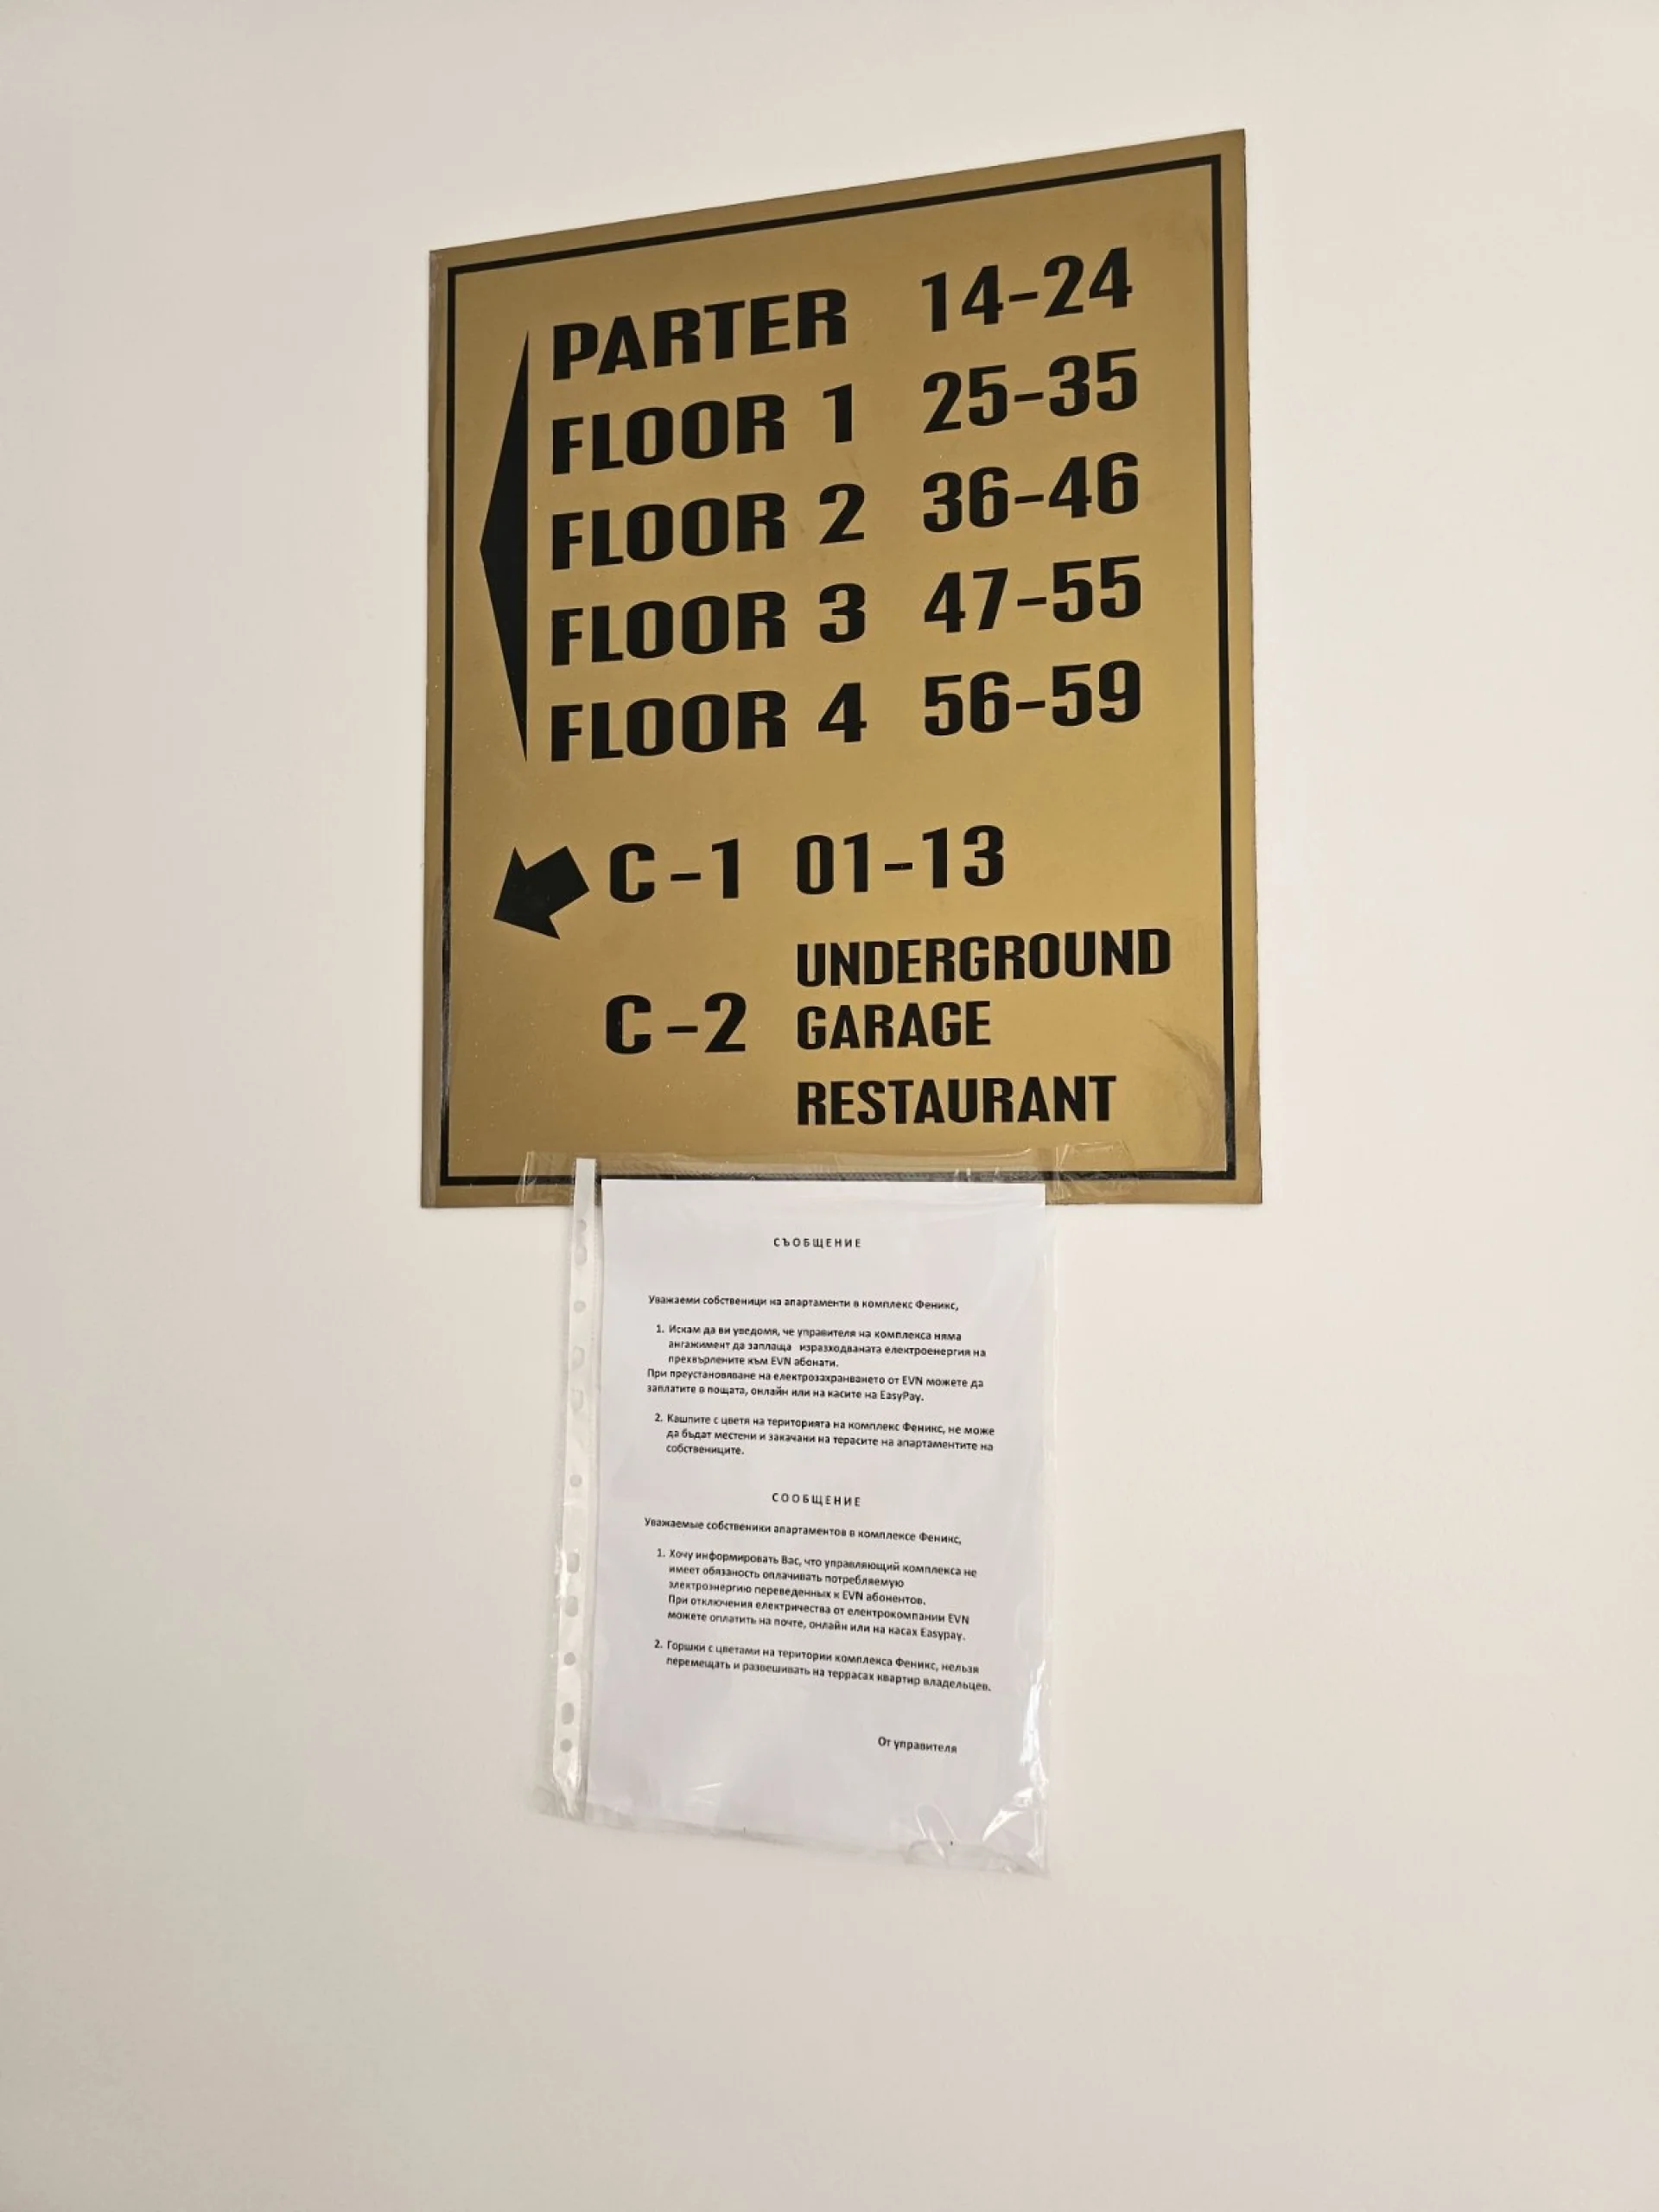 PARTER 14-24
FLOOR 1 25-35
FLOOR 2 36-46
FLOOR 3 47-55
FLOOR 4 56-59
C-1 01-13
C-2 UNDERGROUND
GARAGE
RESTAURANT
СЪОБЩЕНИЕ
Уважаеми собственици на апартаменти в комплекс Феникс,
1. Искам да ви уведомя, че управителя на комплекса няма
ангажимент да заплаща изразходваната електроенергия на
прехвърлените към EVN абонати.
При преустановяване на електрозахранването от EVN можете да
заплатите в пощата, онлайн или на касите на EasyPay.
2. Кашпите с цветя на територията на комплекс Феникс, не може
да бъдат местени и закачани на терасите на апартаментите на
собствениците.
СООБЩЕНИЕ
Уважаемые собственики апартаментов в комплексе Феникс,
1. Хочу информировать Вас, что управляющий комплекса не
имеет обязаность оплачивать потребляемую
электроэнергию переведенных к EVN абонентов.
При отключения електричества от електрокомпании EVN
можете оплатить на почте, онлайн или на касах Easypay.
2. Горшки с цветами на територии комплекса Феникс, нельзя
перемещать и развешивать на террасах квартир владельцев.
От управителя